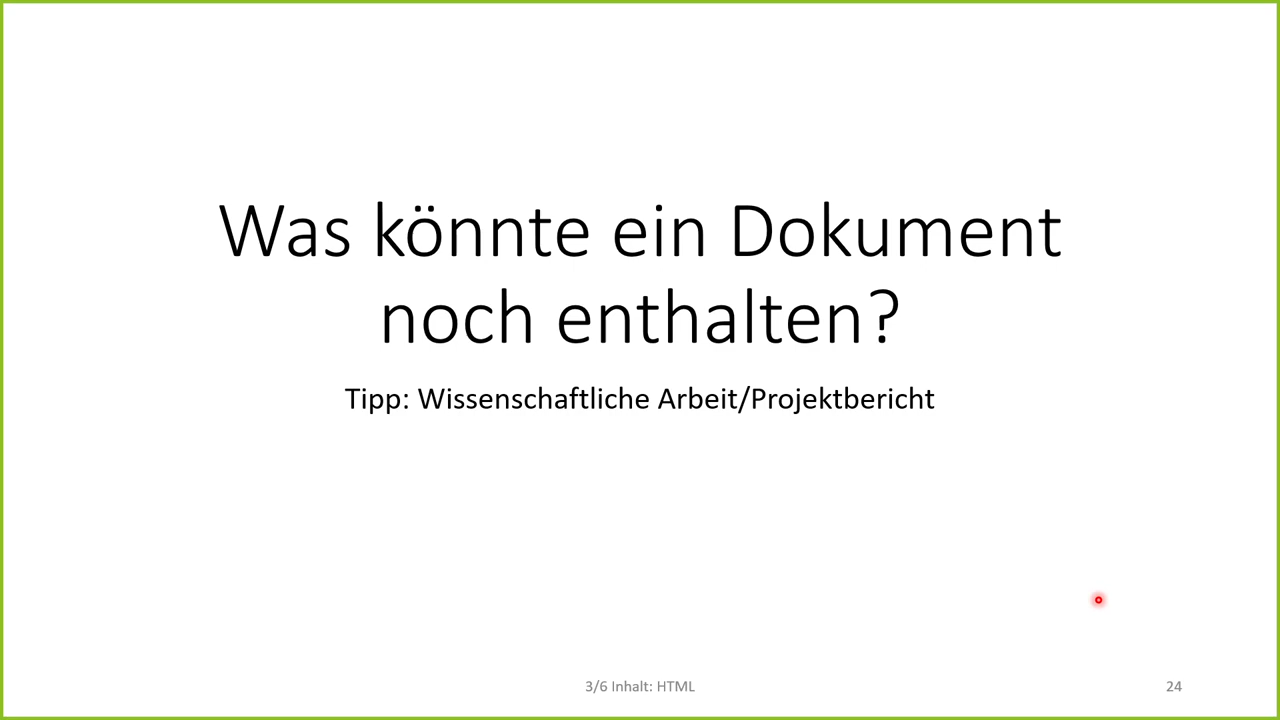 Was könnte ein Dokument
noch enthalten?
Tipp: Wissenschaftliche Arbeit/Projektbericht
3/6 Inhalt: HTML
24